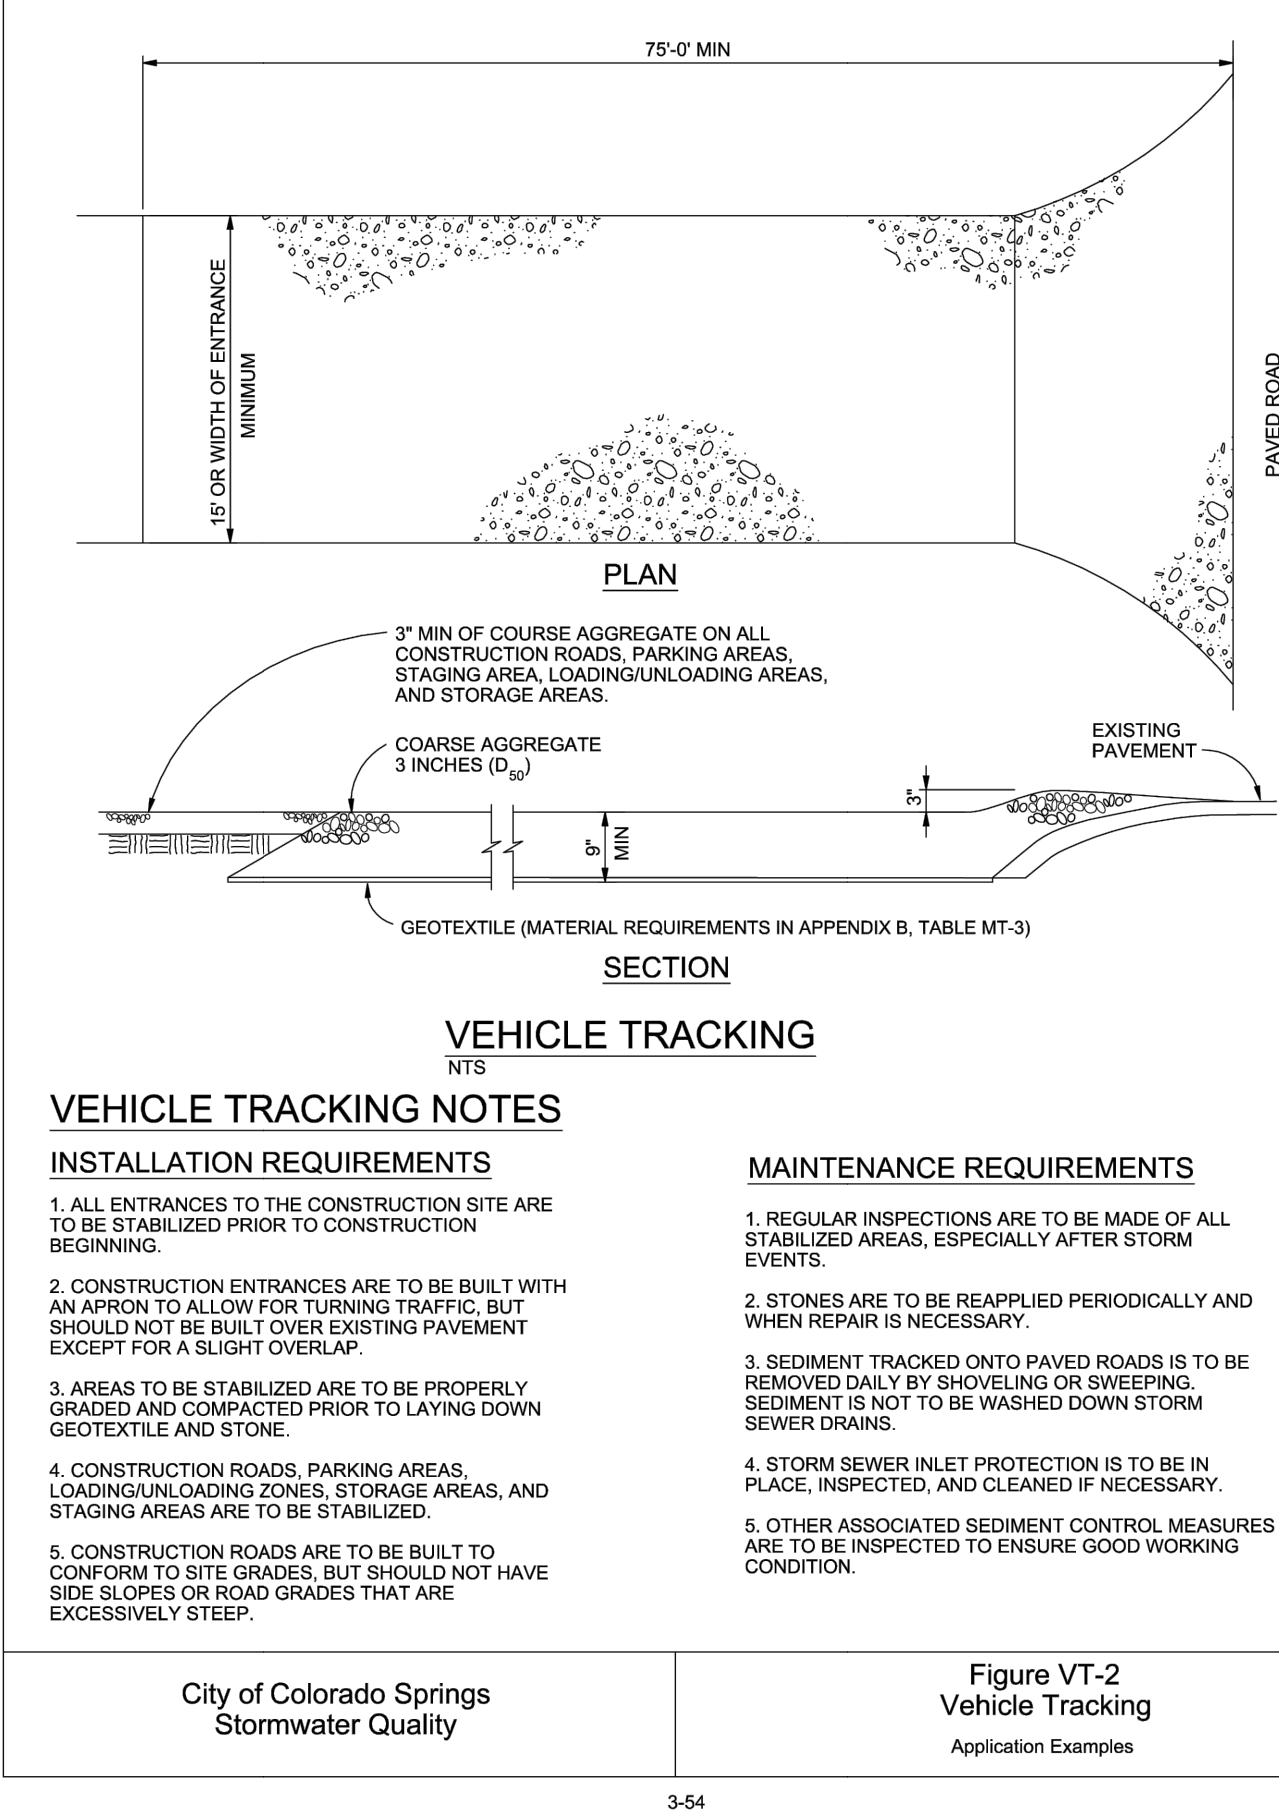 75'-0' MIN
15' OR WIDTH OF ENTRANCE
MINIMUM
PAVED ROAD
PLAN
3" MIN OF COURSE AGGREGATE ON ALL
CONSTRUCTION ROADS, PARKING AREAS,
STAGING AREA, LOADING/UNLOADING AREAS,
AND STORAGE AREAS.
COARSE AGGREGATE
3 INCHES (D50)
EXISTING
PAVEMENT
3"
9"
MIN
GEOTEXTILE (MATERIAL REQUIREMENTS IN APPENDIX B, TABLE MT-3)
SECTION
VEHICLE TRACKING
NTS
VEHICLE TRACKING NOTES
INSTALLATION REQUIREMENTS
1. ALL ENTRANCES TO THE CONSTRUCTION SITE ARE
TO BE STABILIZED PRIOR TO CONSTRUCTION
BEGINNING.
2. CONSTRUCTION ENTRANCES ARE TO BE BUILT WITH
AN APRON TO ALLOW FOR TURNING TRAFFIC, BUT
SHOULD NOT BE BUILT OVER EXISTING PAVEMENT
EXCEPT FOR A SLIGHT OVERLAP.
3. AREAS TO BE STABILIZED ARE TO BE PROPERLY
GRADED AND COMPACTED PRIOR TO LAYING DOWN
GEOTEXTILE AND STONE.
4. CONSTRUCTION ROADS, PARKING AREAS,
LOADING/UNLOADING ZONES, STORAGE AREAS, AND
STAGING AREAS ARE TO BE STABILIZED.
5. CONSTRUCTION ROADS ARE TO BE BUILT TO
CONFORM TO SITE GRADES, BUT SHOULD NOT HAVE
SIDE SLOPES OR ROAD GRADES THAT ARE
EXCESSIVELY STEEP.
MAINTENANCE REQUIREMENTS
1. REGULAR INSPECTIONS ARE TO BE MADE OF ALL
STABILIZED AREAS, ESPECIALLY AFTER STORM
EVENTS.
2. STONES ARE TO BE REAPPLIED PERIODICALLY AND
WHEN REPAIR IS NECESSARY.
3. SEDIMENT TRACKED ONTO PAVED ROADS IS TO BE
REMOVED DAILY BY SHOVELING OR SWEEPING.
SEDIMENT IS NOT TO BE WASHED DOWN STORM
SEWER DRAINS.
4. STORM SEWER INLET PROTECTION IS TO BE IN
PLACE, INSPECTED, AND CLEANED IF NECESSARY.
5. OTHER ASSOCIATED SEDIMENT CONTROL MEASURES
ARE TO BE INSPECTED TO ENSURE GOOD WORKING
CONDITION.
City of Colorado Springs
Stormwater Quality
Figure VT-2
Vehicle Tracking
Application Examples
3-54